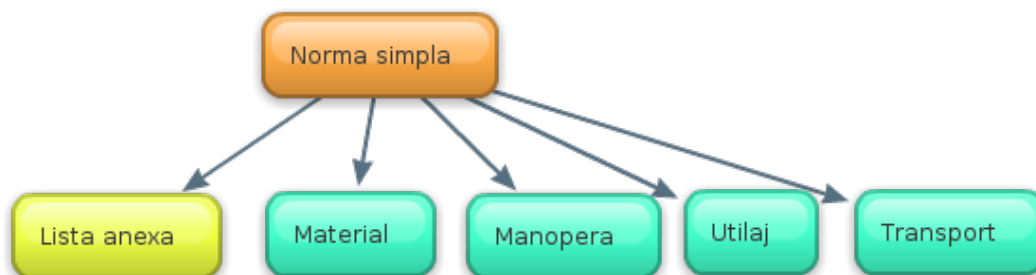 Norma simpla
Lista anexa
Material
Manopera
Utilaj
Transport